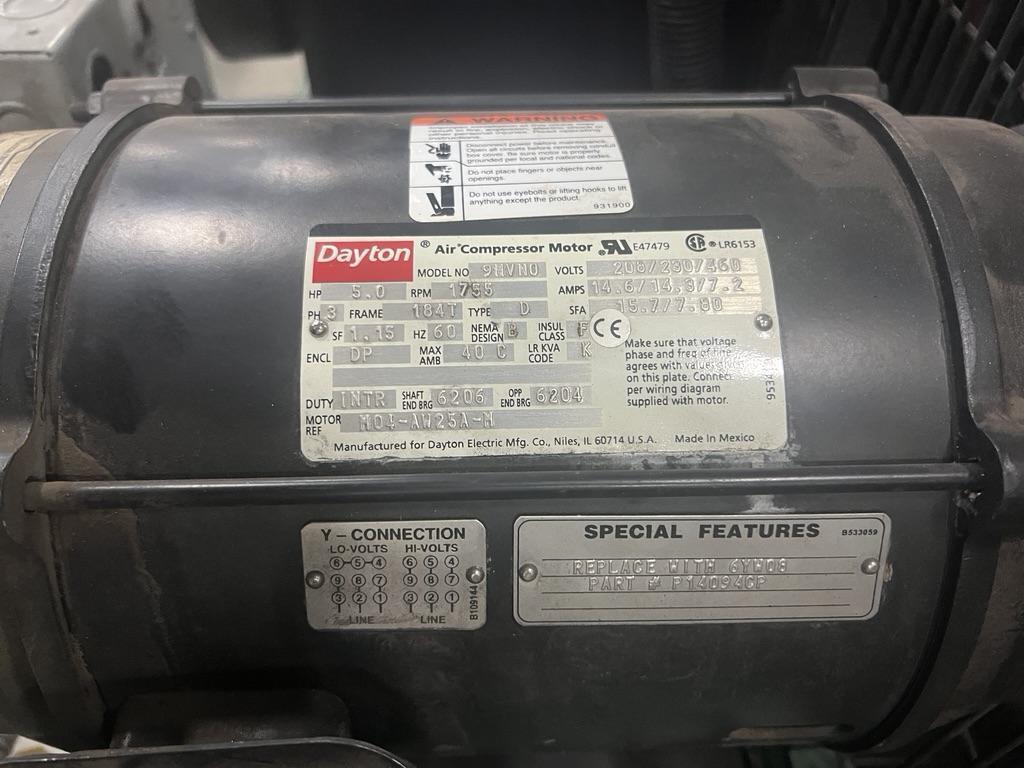 WARNING
Disconnect power before maintenance.
Open all circuits before removing conduit
box cover. Be sure motor is properly
grounded per local and national codes.
Do not place fingers or objects near
openings.
Do not use eyebolts or lifting hooks to lift
anything except the product.
931900
Dayton ® Air Compressor Motor E47479 LR6153
MODEL NO 9HVN0 VOLTS 208/230/460
HP 5.0 RPM 1755 AMPS 14.6/14.3/7.2
PH 3 FRAME 184T TYPE D SFA 15.7/7.80
SF 1.15 HZ 60 NEMA DESIGN B INSUL CLASS F CE
ENCL DP MAX AMB 40 C LR KVA CODE K
Make sure that voltage
phase and freq of line
agrees with values
on this plate. Connect
per wiring diagram
supplied with motor.
DUTY INTR SHAFT END BRG 6206 OPP END BRG 6204
MOTOR REF M04-AW25A-M
Manufactured for Dayton Electric Mfg. Co., Niles, IL 60714 U.S.A. Made In Mexico
Y - CONNECTION
LO-VOLTS HI-VOLTS
6-5-4 6 5 4
9 8 7 9 8 7
3 2 1 3 2 1
LINE LINE
B109144
SPECIAL FEATURES B533059
REPLACE WITH 6YW08
PART # P14094CP